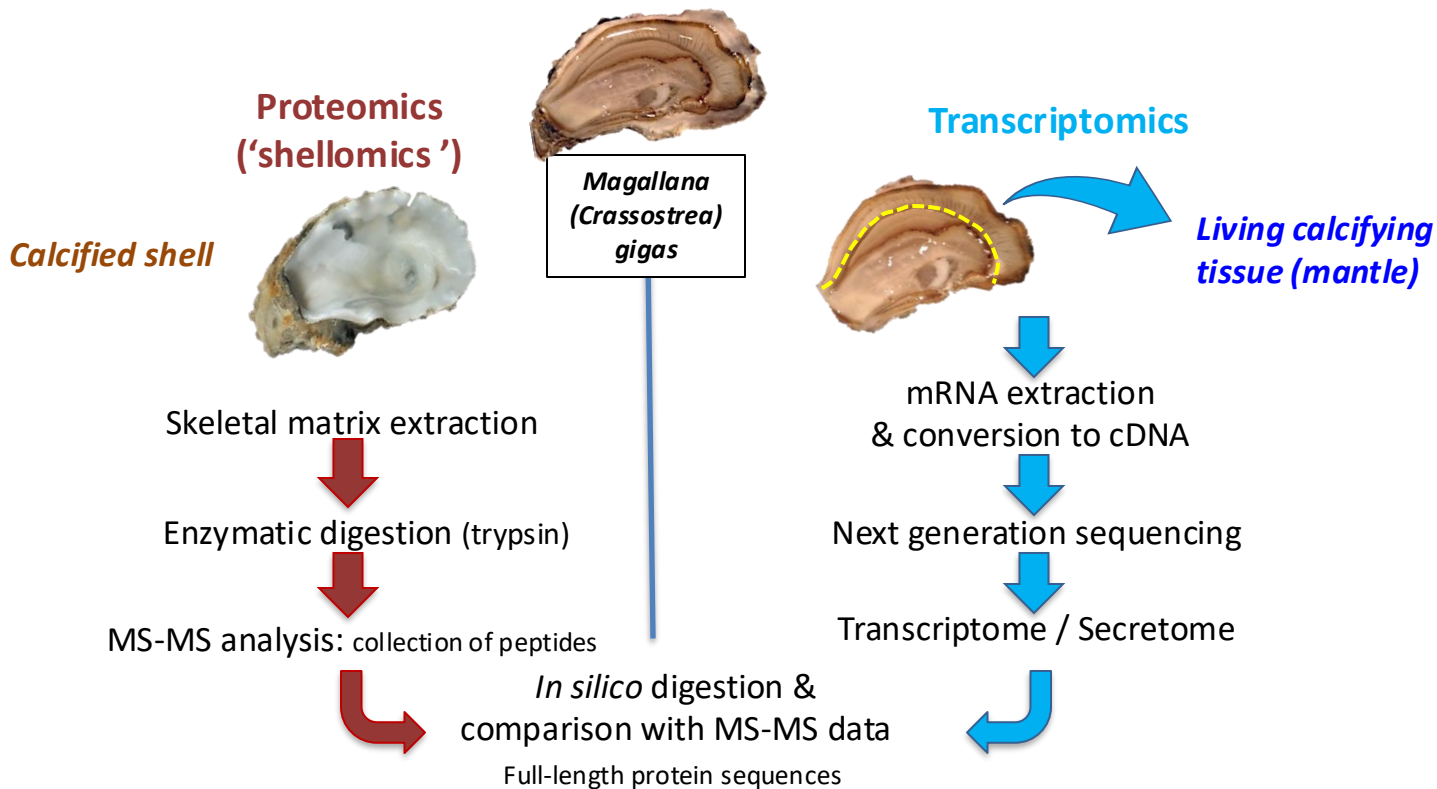 Proteomics
(‘shellomics ’)
Calcified shell
Skeletal matrix extraction
Enzymatic digestion (trypsin)
MS-MS analysis: collection of peptides
Magallana
(Crassostrea)
gigas
Transcriptomics
Living calcifying
tissue (mantle)
mRNA extraction
& conversion to cDNA
Next generation sequencing
Transcriptome / Secretome
In silico digestion &
comparison with MS-MS data
Full-length protein sequences